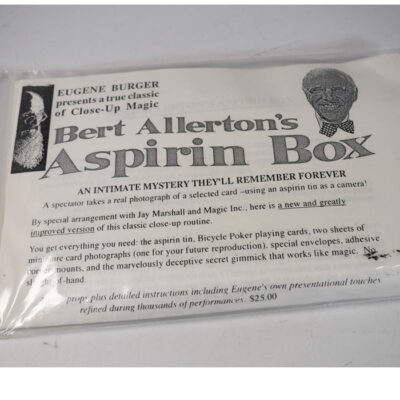 EUGENE BURGER
presents a true classic
of Close-Up Magic
Bert Allerton's
Aspirin Box
AN INTIMATE MYSTERY THEY'LL REMEMBER FOREVER
A spectator takes a real photograph of a selected card –using an aspirin tin as a camera!
By special arrangement with Jay Marshall and Magic Inc., here is a new and greatly
improved version of this classic close-up routine.
You get everything you need: the aspirin tin, Bicycle Poker playing cards, two sheets of
miniature card photographs (one for your future reproduction), special envelopes, adhesive
corner mounts, and the marvelously deceptive secret gimmick that works like magic. No
sleight-of-hand.
props plus detailed instructions including Eugene's own presentational touches
refined during thousands of performances. $25.00